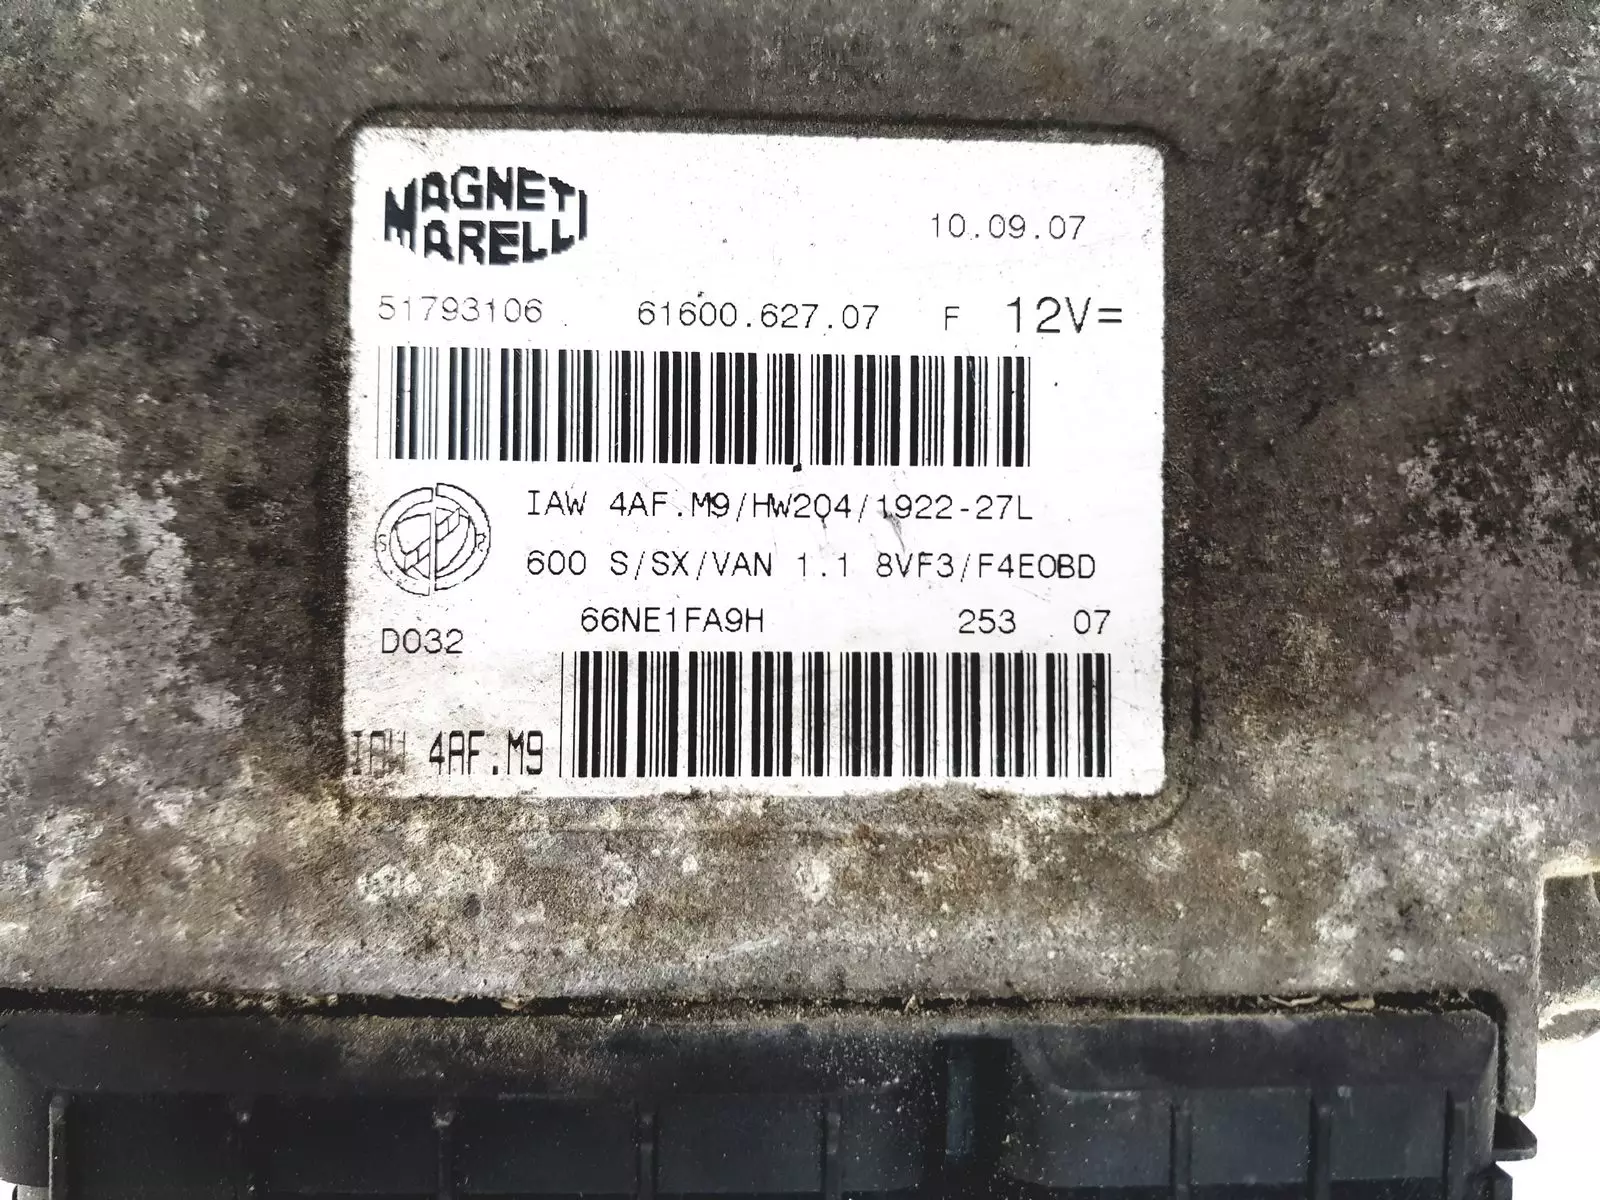 MAGNETI
MARELLI
10.09.07
51793106 61600.627.07 F 12V=
IAW 4AF.M9/HW204/1922-27L
S R
600 S/SX/VAN 1.1 8VF3/F4EOBD
66NE1FA9H 253 07
D032
IAW 4AF.M9